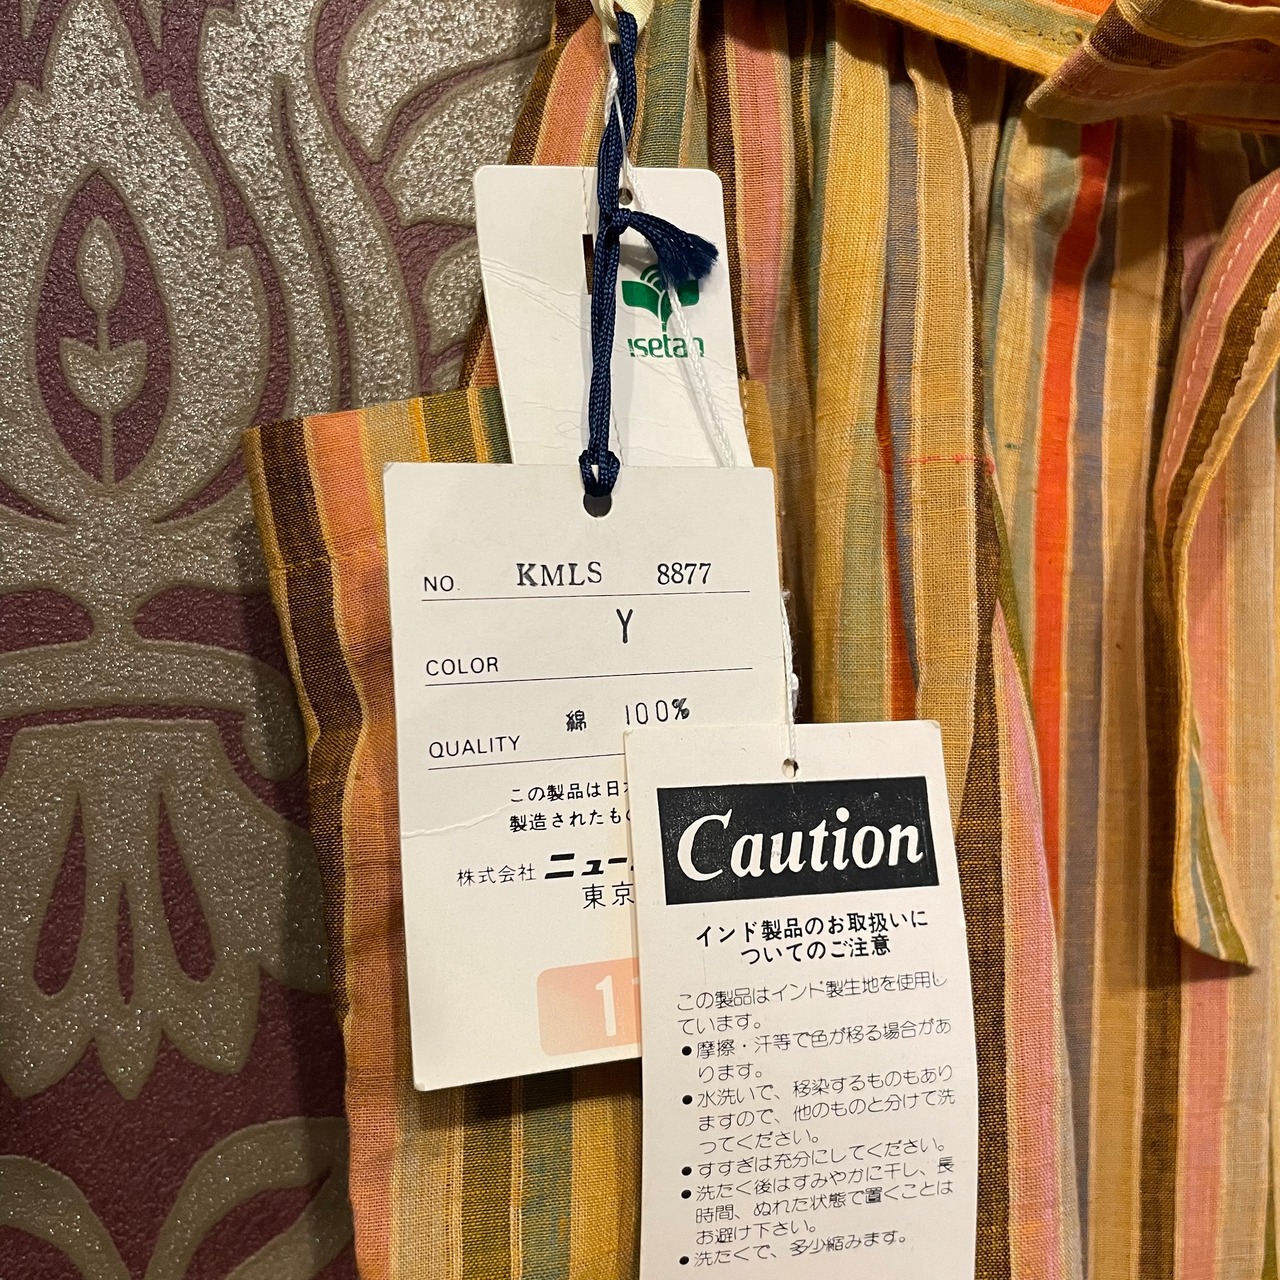 isetan
NO. KMLS 8877
Y
COLOR
綿 100%
QUALITY
この製品は日
製造されたも
株式会社 ニュー
東京
1
Caution
インド製品のお取扱いに
ついてのご注意
この製品はインド製生地を使用し
ています。
●摩擦・汗等で色が移る場合があ
ります。
●水洗いで、移染するものもあり
ますので、他のものと分けて洗
ってください。
●すすぎは充分にしてください。
●洗たく後はすみやかに干し、長
時間、ぬれた状態で置くことは
お避け下さい。
●洗たくで、多少縮みます。